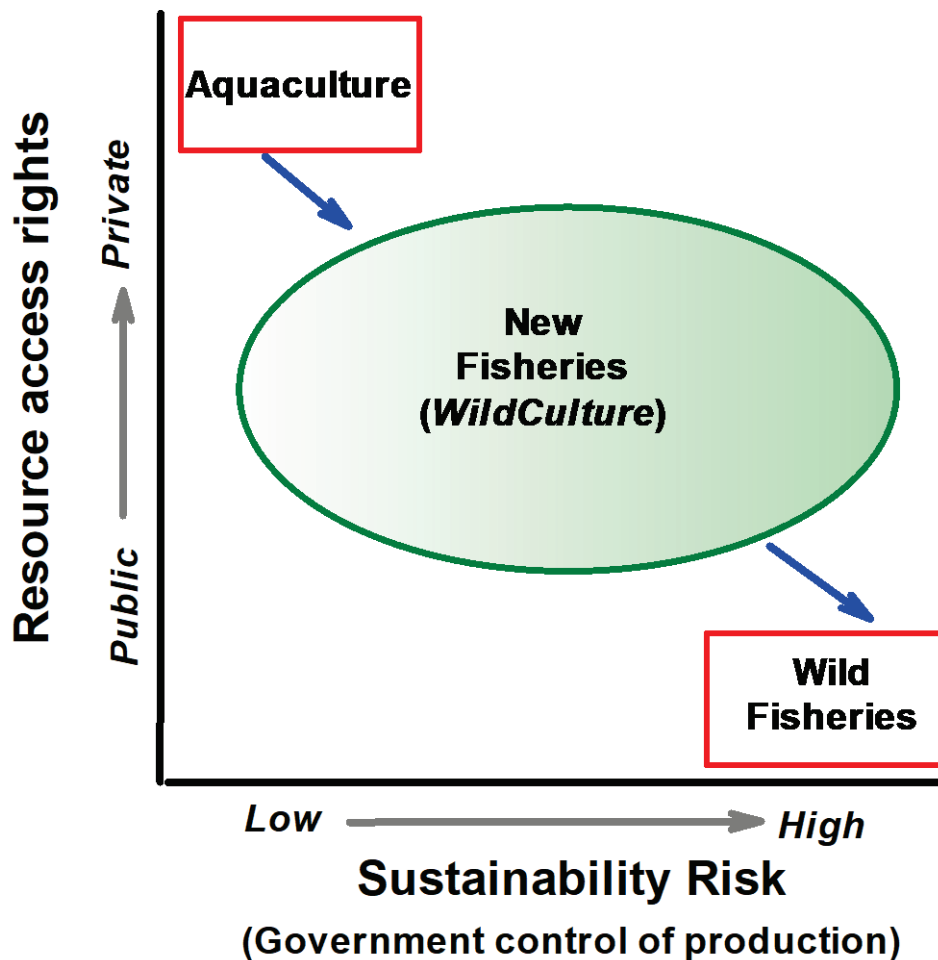 Aquaculture
Resource access rights
Private
Public
New
Fisheries
(WildCulture)
Wild
Fisheries
Low
High
Sustainability Risk
(Government control of production)